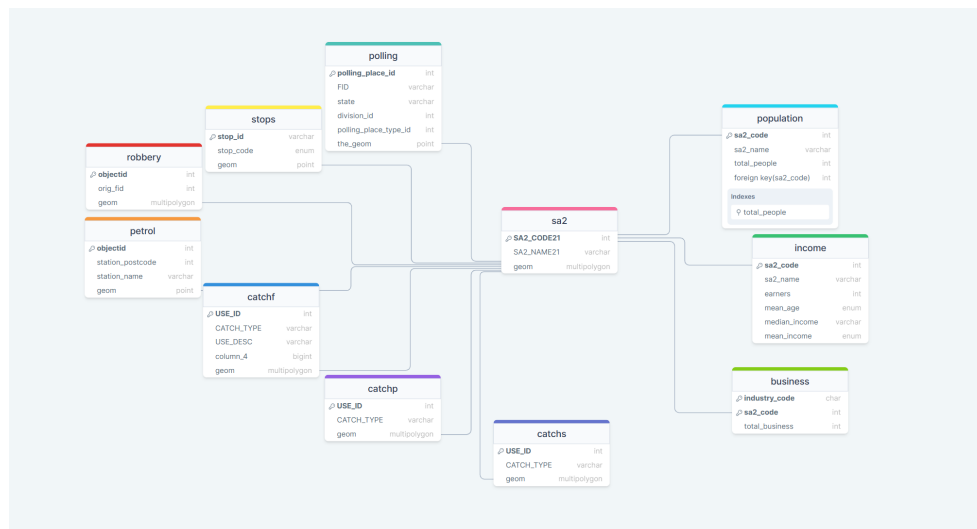 polling
polling_place_id int
FID varchar
state varchar
division_id int
polling_place_type_id int
the_geom point
stops
stop_id varchar
stop_code enum
geom point
robbery
objectid int
orig_fid int
geom multipolygon
petrol
objectid int
station_postcode int
station_name varchar
geom point
catchf
USE_ID int
CATCH_TYPE varchar
USE_DESC varchar
column_4 bigint
geom multipolygon
catchp
USE_ID int
CATCH_TYPE varchar
geom multipolygon
catchs
USE_ID int
CATCH_TYPE varchar
geom multipolygon
sa2
SA2_CODE21 int
SA2_NAME21 varchar
geom multipolygon
population
sa2_code int
sa2_name varchar
total_people int
foreign key(sa2_code) int
Indexes
total_people
income
sa2_code int
sa2_name varchar
earners int
mean_age enum
median_income varchar
mean_income enum
business
industry_code char
sa2_code int
total_business int